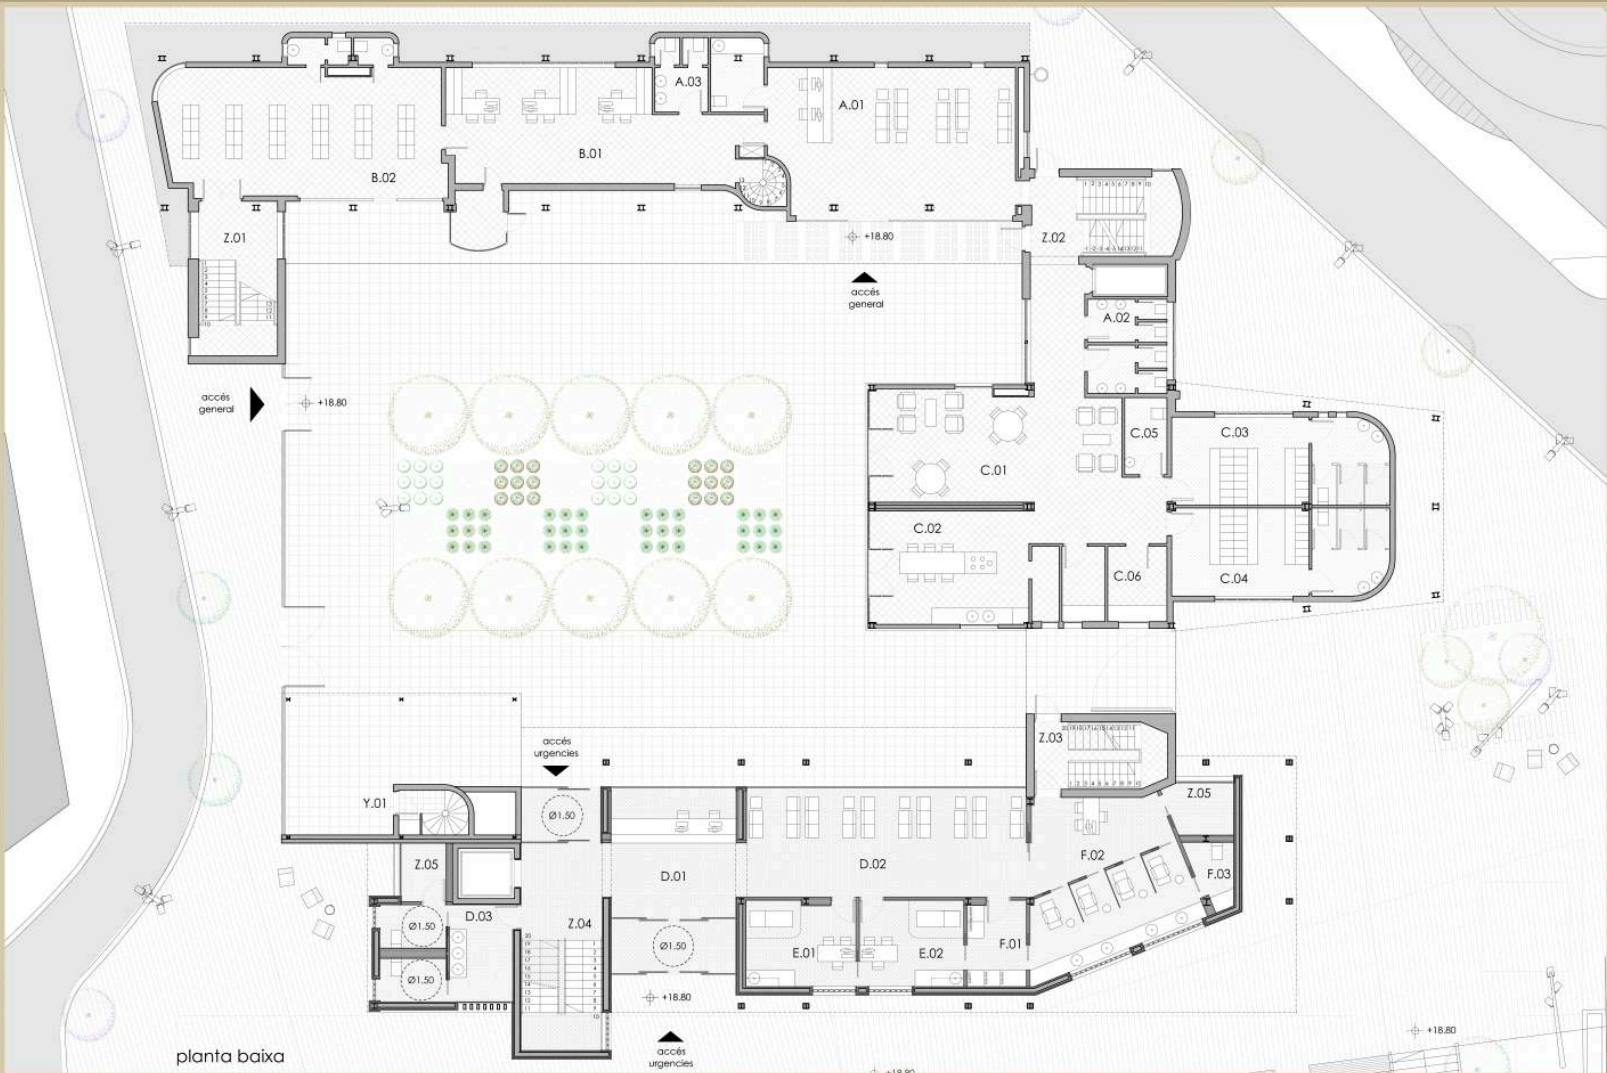 A.03
A.01
B.01
B.02
Z.01
+18.80
Z.02
accés
general
A.02
accés
general
+18.80
C.05
C.03
C.01
C.02
C.06
C.04
accés
urgencies
Z.03
Y.01
Ø1.50
Z.05
Z.05
D.02
F.02
F.03
D.01
D.03
Z.04
Ø1.50
Ø1.50
E.01
E.02
F.01
Ø1.50
+18.80
+18.80
accés
urgencies
planta baixa
+18.80